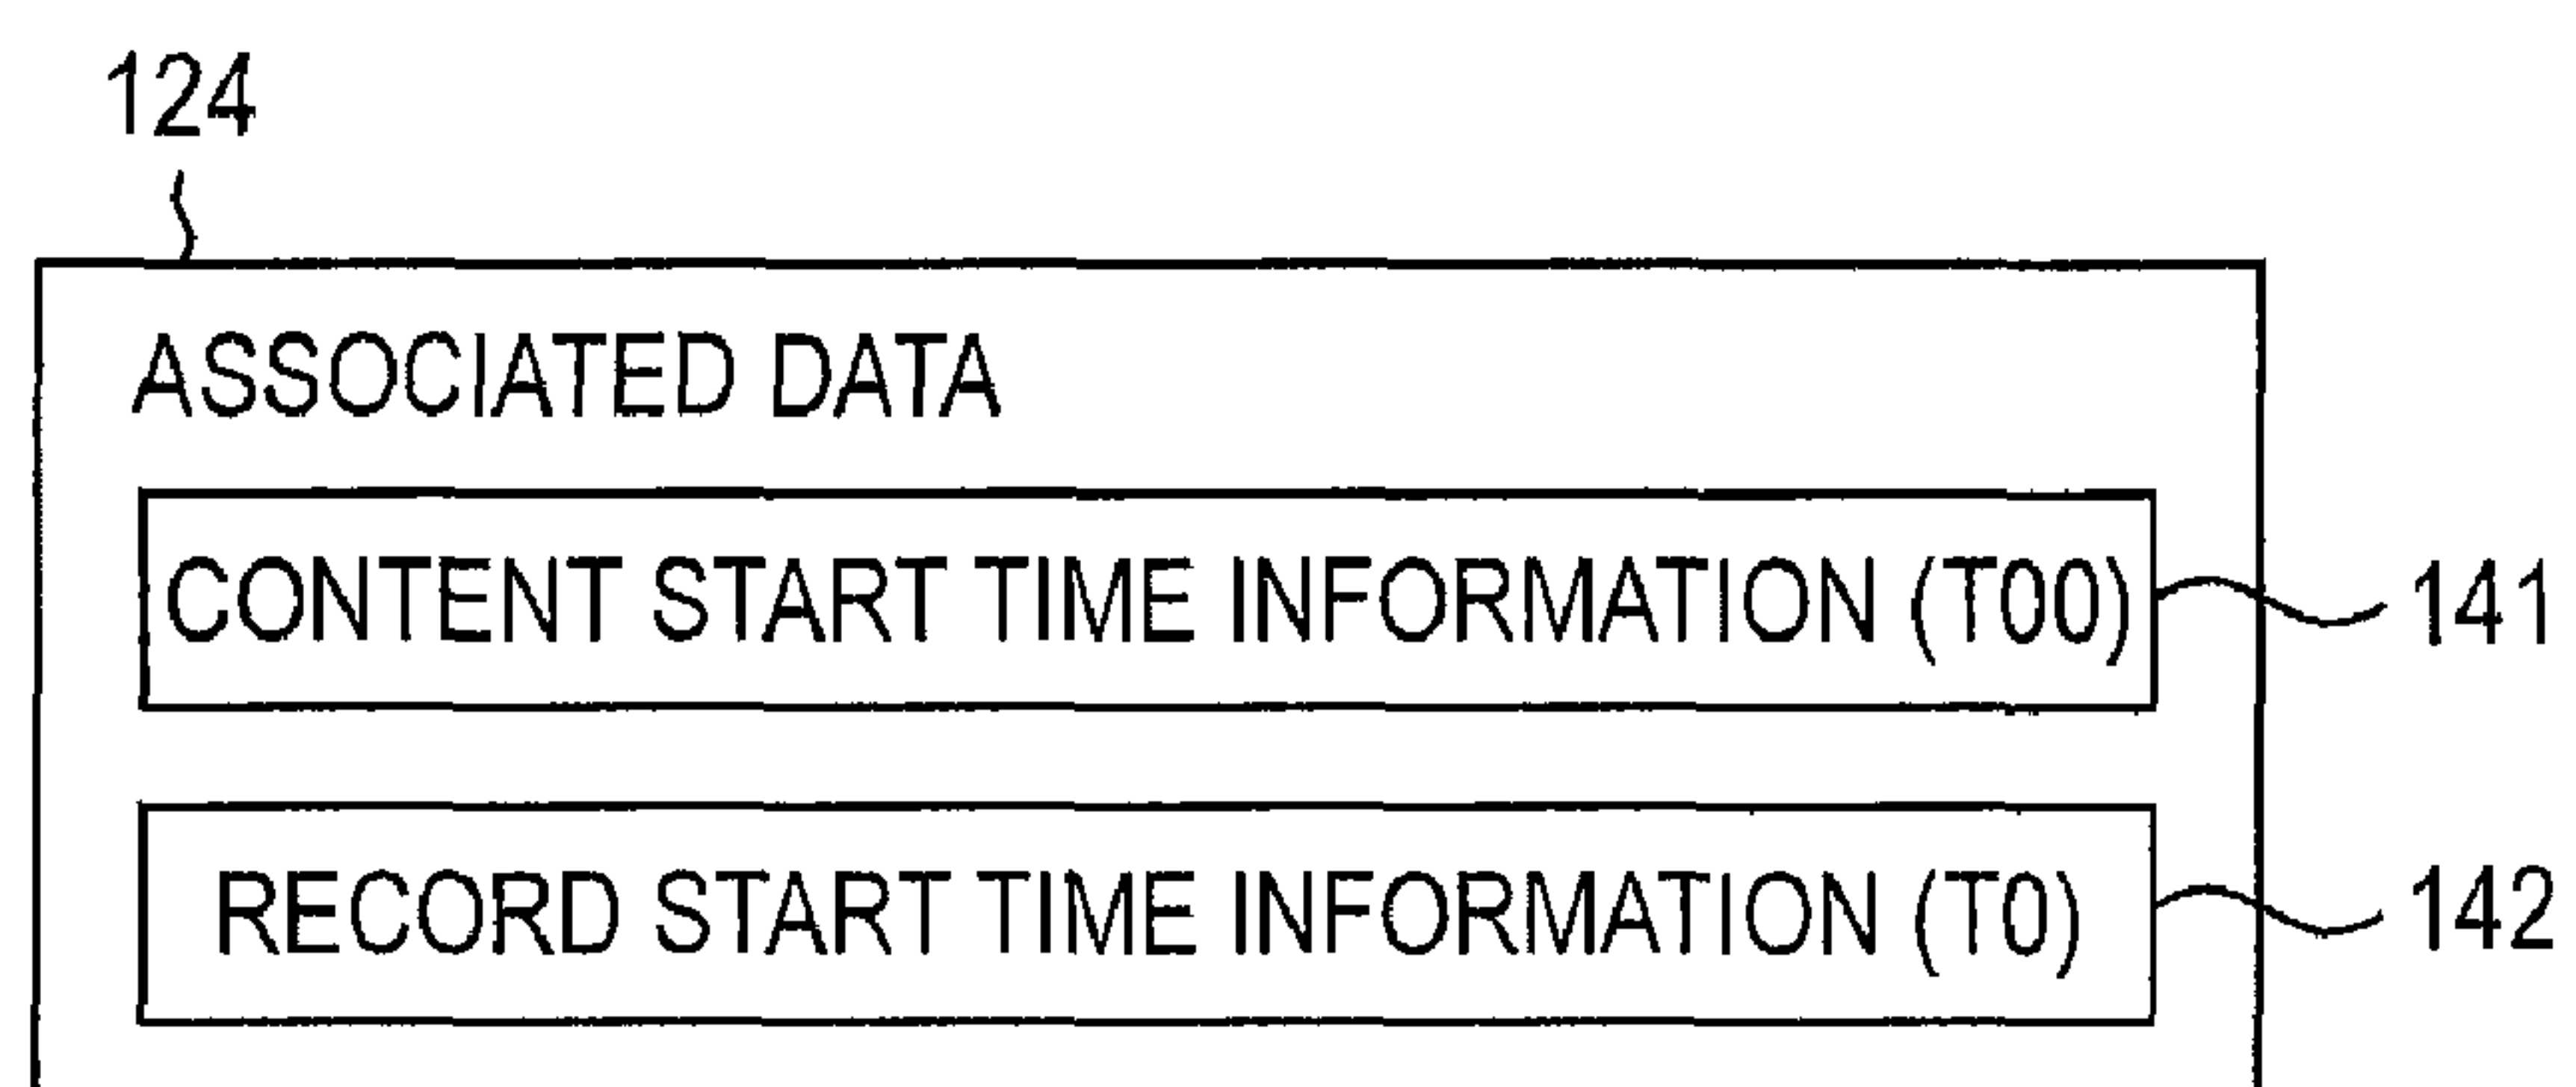 124
ASSOCIATED DATA
CONTENT START TIME INFORMATION (T00) 141
RECORD START TIME INFORMATION (T0) 142